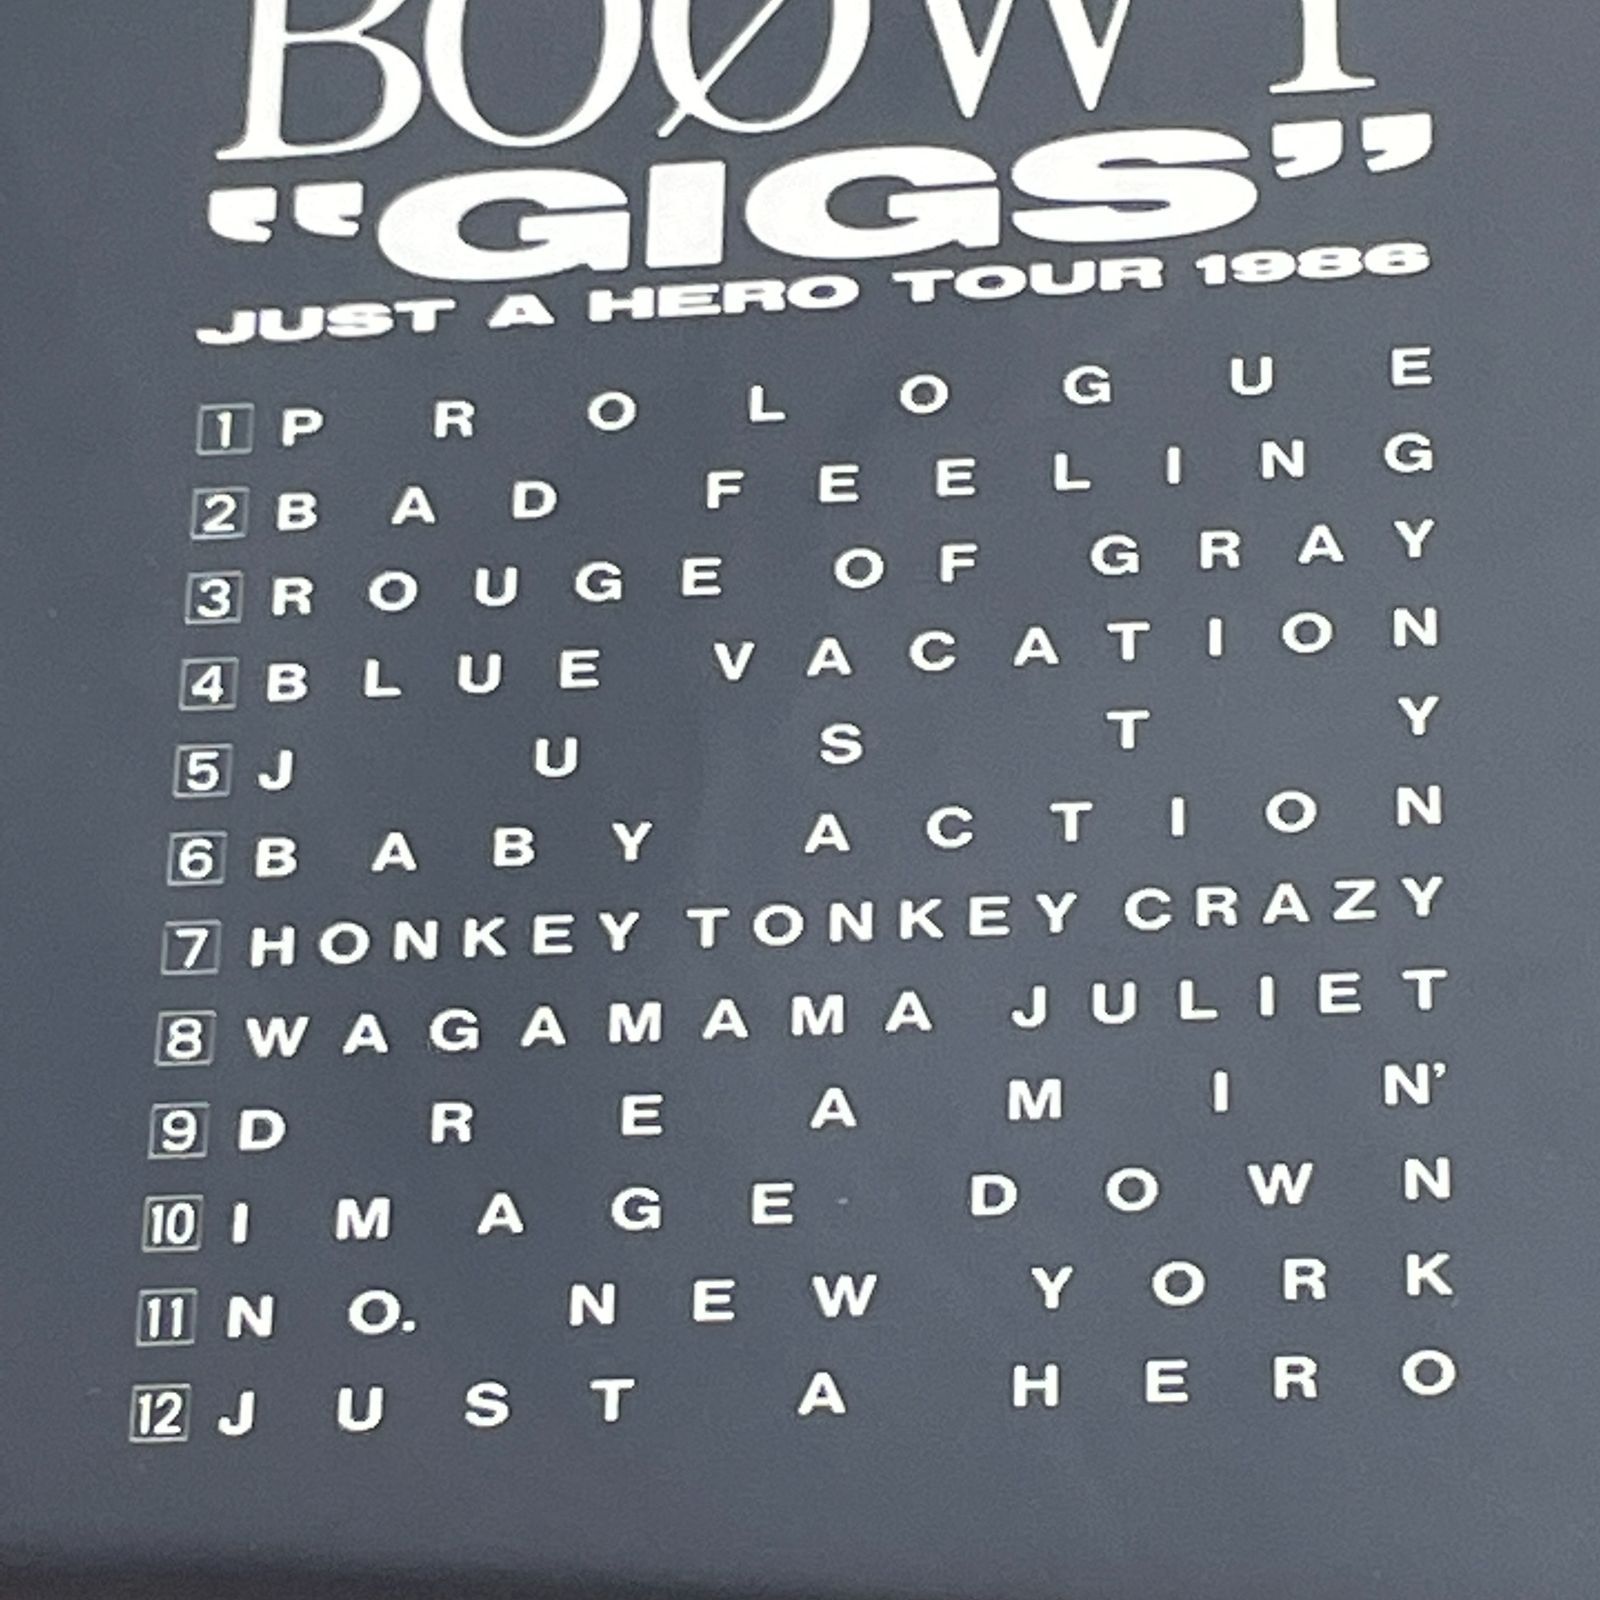 BOØWY
“GIGS”
JUST A HERO TOUR 1986
1 PROLOGUE
2 BAD FEELING
3 ROUGE OF GRAY
4 BLUE VACATION
5 JUSTY
6 BABY ACTION
7 HONKEY TONKEY CRAZY
8 WAGAMAMA JULIET
9 DREAMIN’
10 IMAGE DOWN
11 NO. NEW YORK
12 JUST A HERO